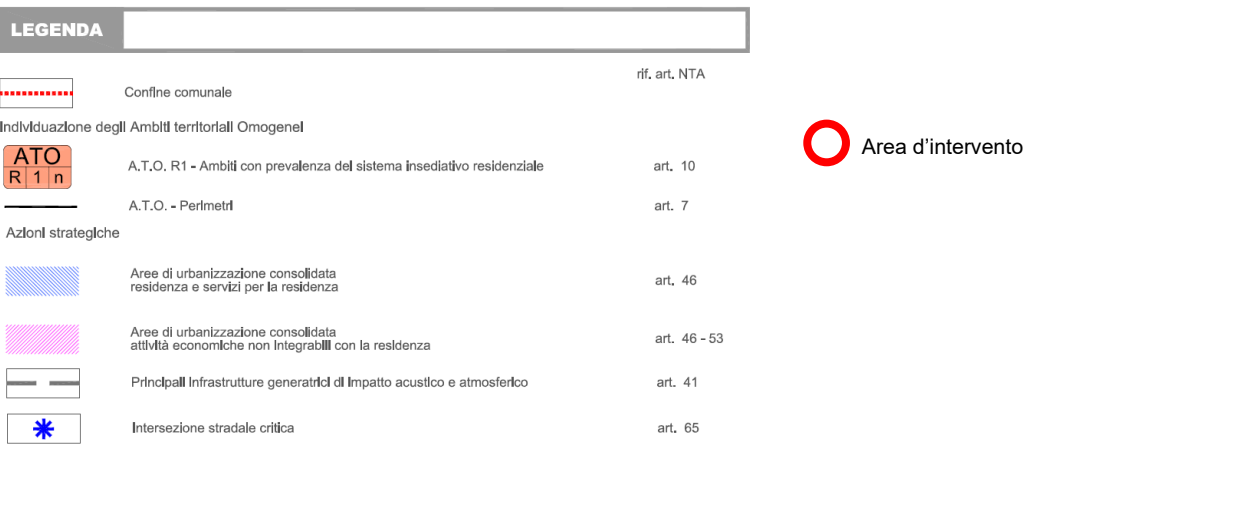 LEGENDA
rif. art. NTA
Confine comunale
Individuazione degli Ambiti territoriali Omogenei
ATO
R 1 n
A.T.O. R1 - Ambiti con prevalenza del sistema insediativo residenziale art. 10
A.T.O. - Perimetri art. 7
Azioni strategiche
Aree di urbanizzazione consolidata
residenza e servizi per la residenza art. 46
Aree di urbanizzazione consolidata
attività economiche non integrabili con la residenza art. 46 - 53
Principali infrastrutture generatrici di impatto acustico e atmosferico art. 41
Intersezione stradale critica art. 65
Area d’intervento